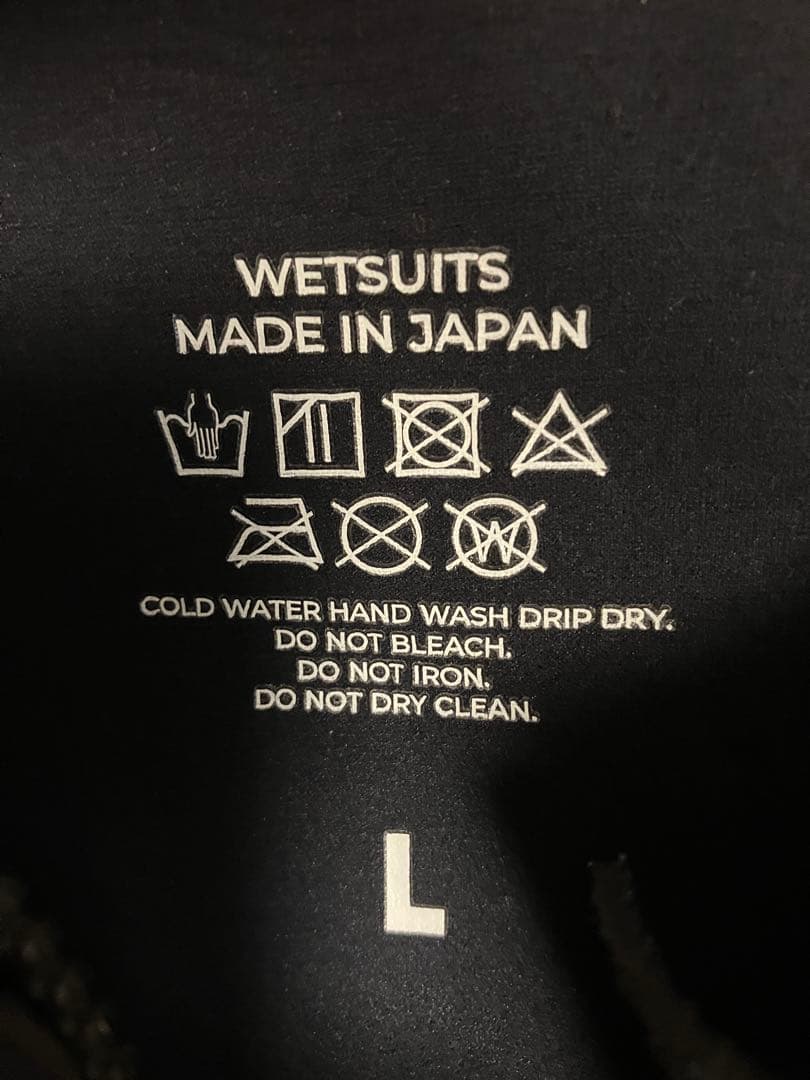 WETSUITS
MADE IN JAPAN
W
COLD WATER HAND WASH DRIP DRY.
DO NOT BLEACH.
DO NOT IRON.
DO NOT DRY CLEAN.
L